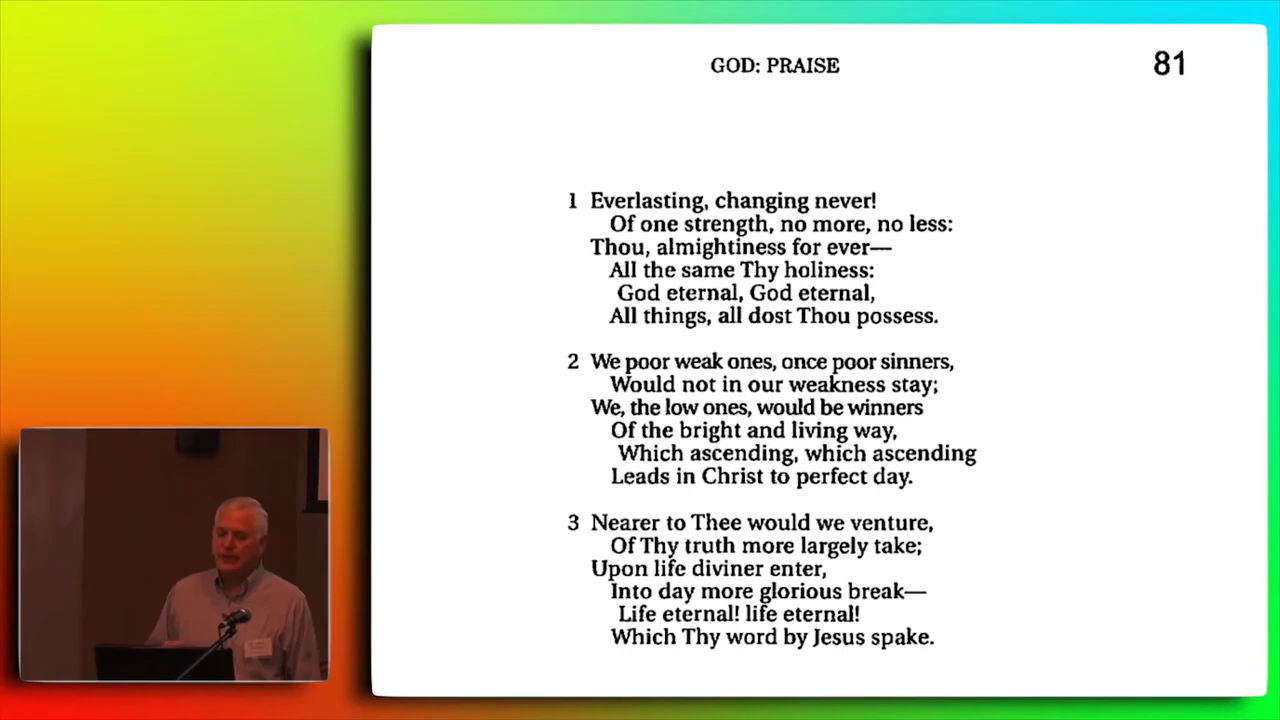 GOD: PRAISE
81
1 Everlasting, changing never!
Of one strength, no more, no less:
Thou, almightiness for ever—
All the same Thy holiness:
God eternal, God eternal,
All things, all dost Thou possess.
2 We poor weak ones, once poor sinners,
Would not in our weakness stay;
We, the low ones, would be winners
Of the bright and living way,
Which ascending, which ascending
Leads in Christ to perfect day.
3 Nearer to Thee would we venture,
Of Thy truth more largely take;
Upon life diviner enter,
Into day more glorious break—
Life eternal! life eternal!
Which Thy word by Jesus spake.